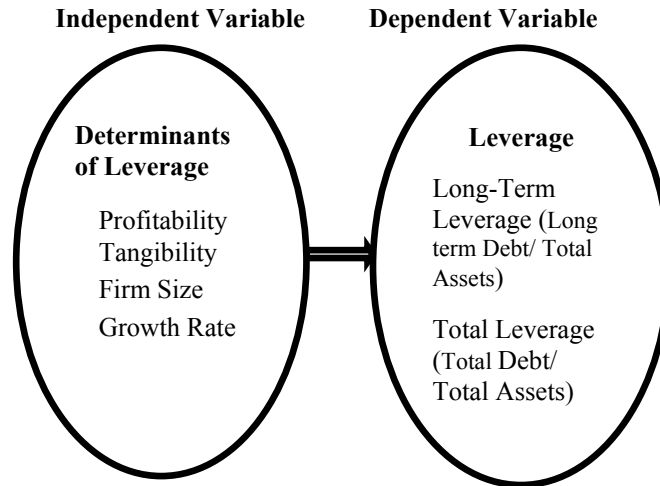 Independent Variable
Dependent Variable
Determinants
of Leverage
Profitability
Tangibility
Firm Size
Growth Rate
Leverage
Long-Term
Leverage (Long
term Debt/ Total
Assets)
Total Leverage
(Total Debt/
Total Assets)